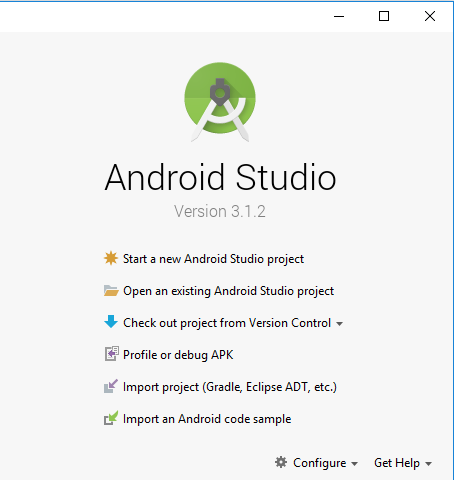 Android Studio
Version 3.1.2
Start a new Android Studio project
Open an existing Android Studio project
Check out project from Version Control
Profile or debug APK
Import project (Gradle, Eclipse ADT, etc.)
Import an Android code sample
Configure Get Help